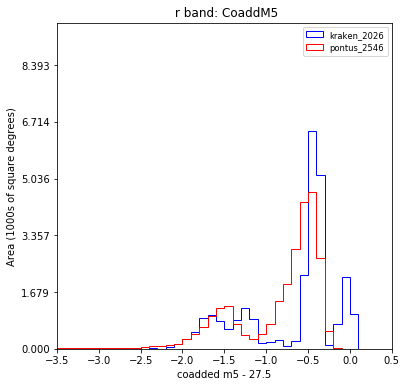 r band: CoaddM5
kraken_2026
pontus_2546
Area (1000s of square degrees)
8.393
6.714
5.036
3.357
1.679
0.000
−3.5 −3.0 −2.5 −2.0 −1.5 −1.0 −0.5 0.0 0.5
coadded m5 - 27.5